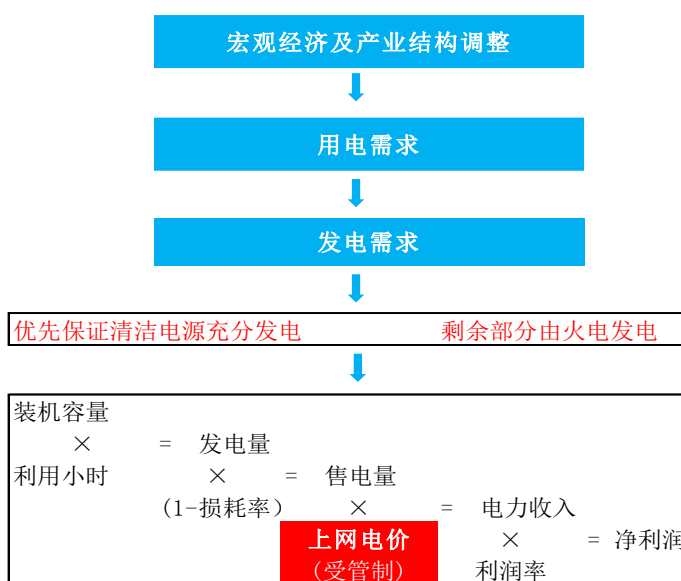 宏观经济及产业结构调整
用电需求
发电需求
优先保证清洁电源充分发电 剩余部分由火电发电
装机容量
× = 发电量
利用小时 × = 售电量
(1-损耗率) × = 电力收入
上网电价 × = 净利润
(受管制) 利润率